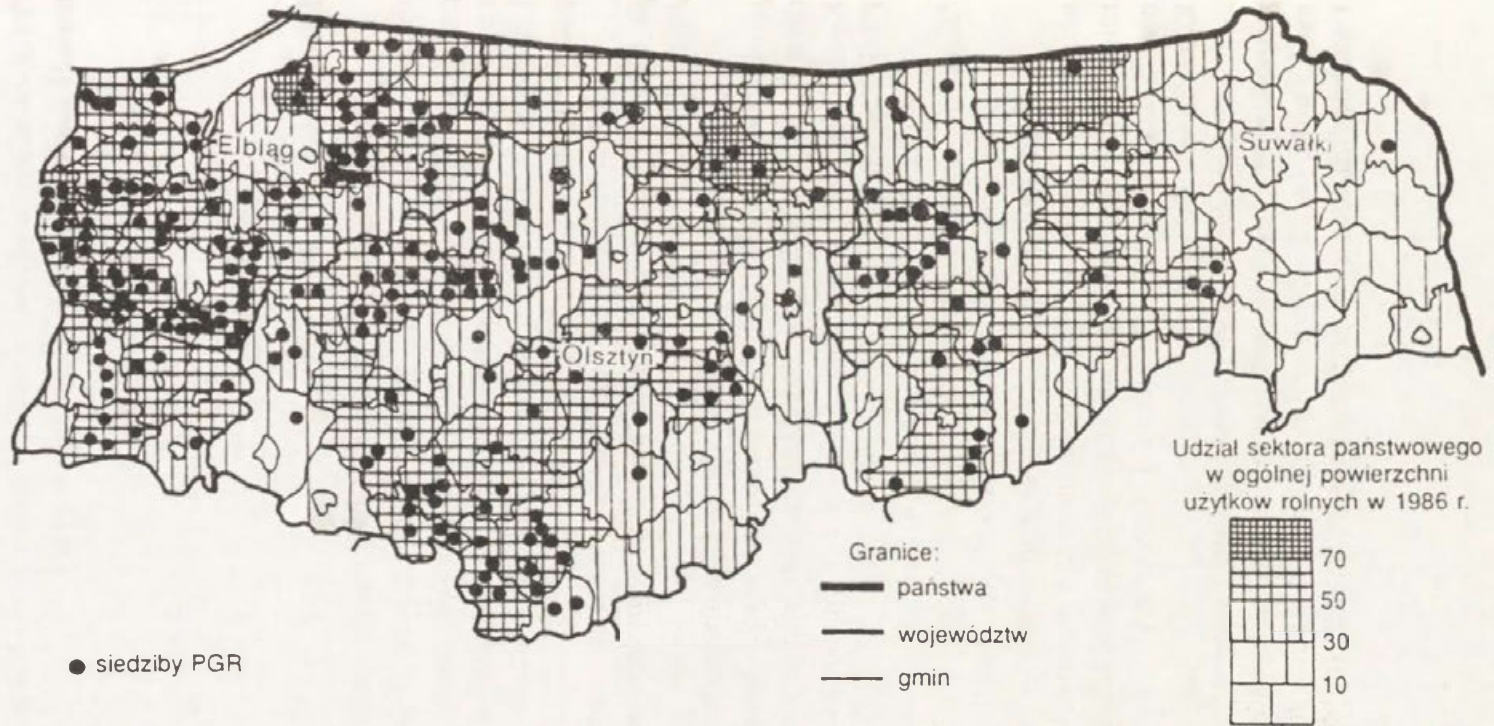 Elbląg
Suwałki
Olsztyn
Udział sektora państwowego
w ogólnej powierzchni
użytków rolnych w 1986 r.
70
50
30
10
Granice:
państwa
województw
gmin
siedziby PGR